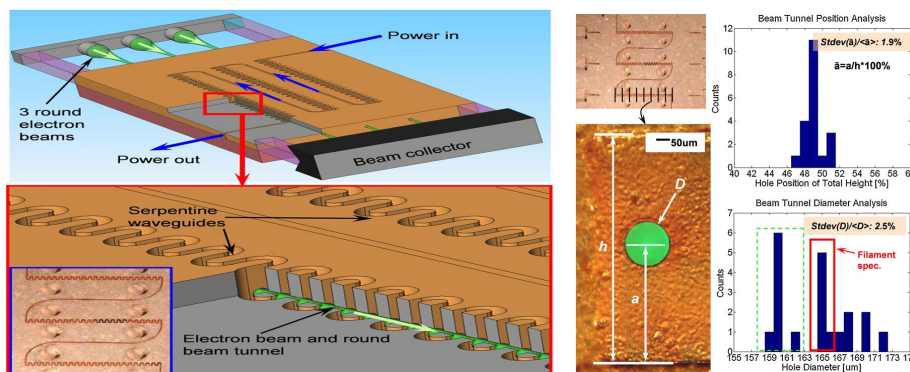 Power in
3 round
electron
beams
Power out
Beam collector
Serpentine
waveguides
Electron beam and round
beam tunnel
50um
D
h
a
Beam Tunnel Position Analysis
Stdev(ā)/<ā>: 1.9%
ā=a/h*100%
Counts
12
10
8
6
4
2
0
40 42 44 46 48 50 52 54 56 58 60
Hole Position of Total Height [%]
Beam Tunnel Diameter Analysis
Stdev(D)/<D>: 2.5%
Filament
spec.
Counts
7
6
5
4
3
2
1
0
155 157 159 161 163 165 167 169 171 173
Hole Diameter [um]